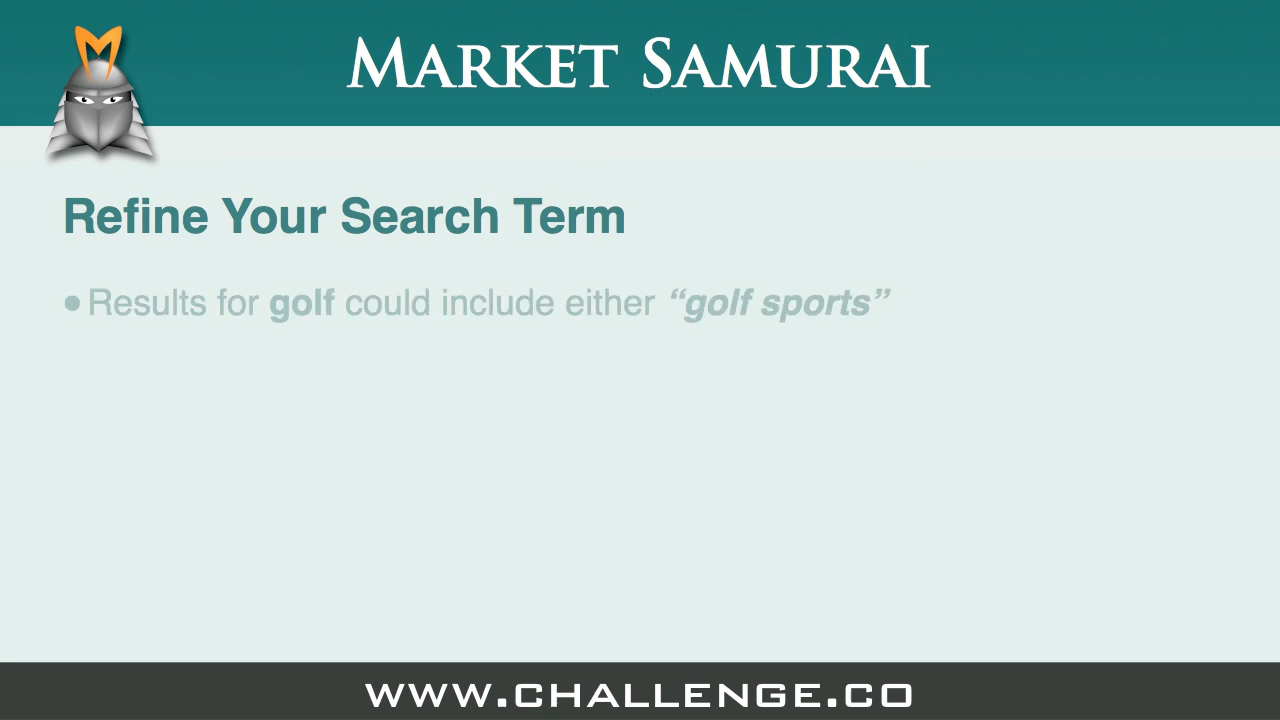 MARKET SAMURAI
Refine Your Search Term
• Results for golf could include either “golf sports”
WWW.CHALLENGE.CO